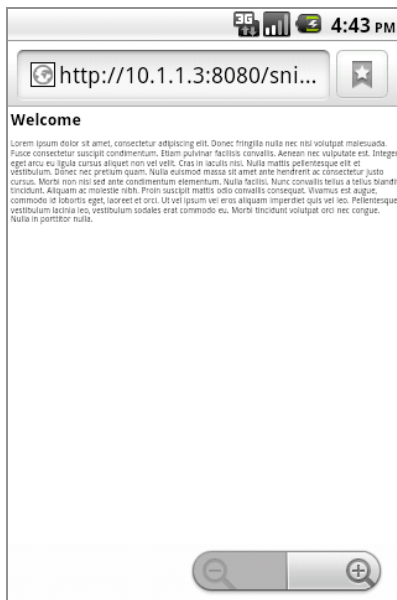 3G 4:43 PM
http://10.1.1.3:8080/sni...
Welcome
Lorem ipsum dolor sit amet, consectetur adipiscing elit. Donec fringilla nulla nec nisl volutpat malesuada.
Fusce consectetur suscipit condimentum. Etiam pulvinar facilisis convallis. Aenean nec vulputate est. Integer
eget arcu eu ligula cursus aliquet non vel velit. Cras in iaculis nisl. Nulla mattis pellentesque elit et
vestibulum. Donec nec pretium quam. Nulla euismod massa sit amet ante hendrerit ac consectetur justo
cursus. Morbi non nisi sed ante condimentum elementum. Nulla facilisi. Nunc convallis tellus a tellus blandit
tincidunt. Aliquam ac molestie nibh. Proin suscipit mattis odio convallis consequat. Vivamus est augue,
commodo id lobortis eget, laoreet et orci. Ut vel ipsum vel eros aliquam imperdiet quis vel leo. Pellentesque
vestibulum lacinia leo, vestibulum sodales erat commodo eu. Morbi tincidunt volutpat orci nec congue.
Nulla in porttitor nulla.